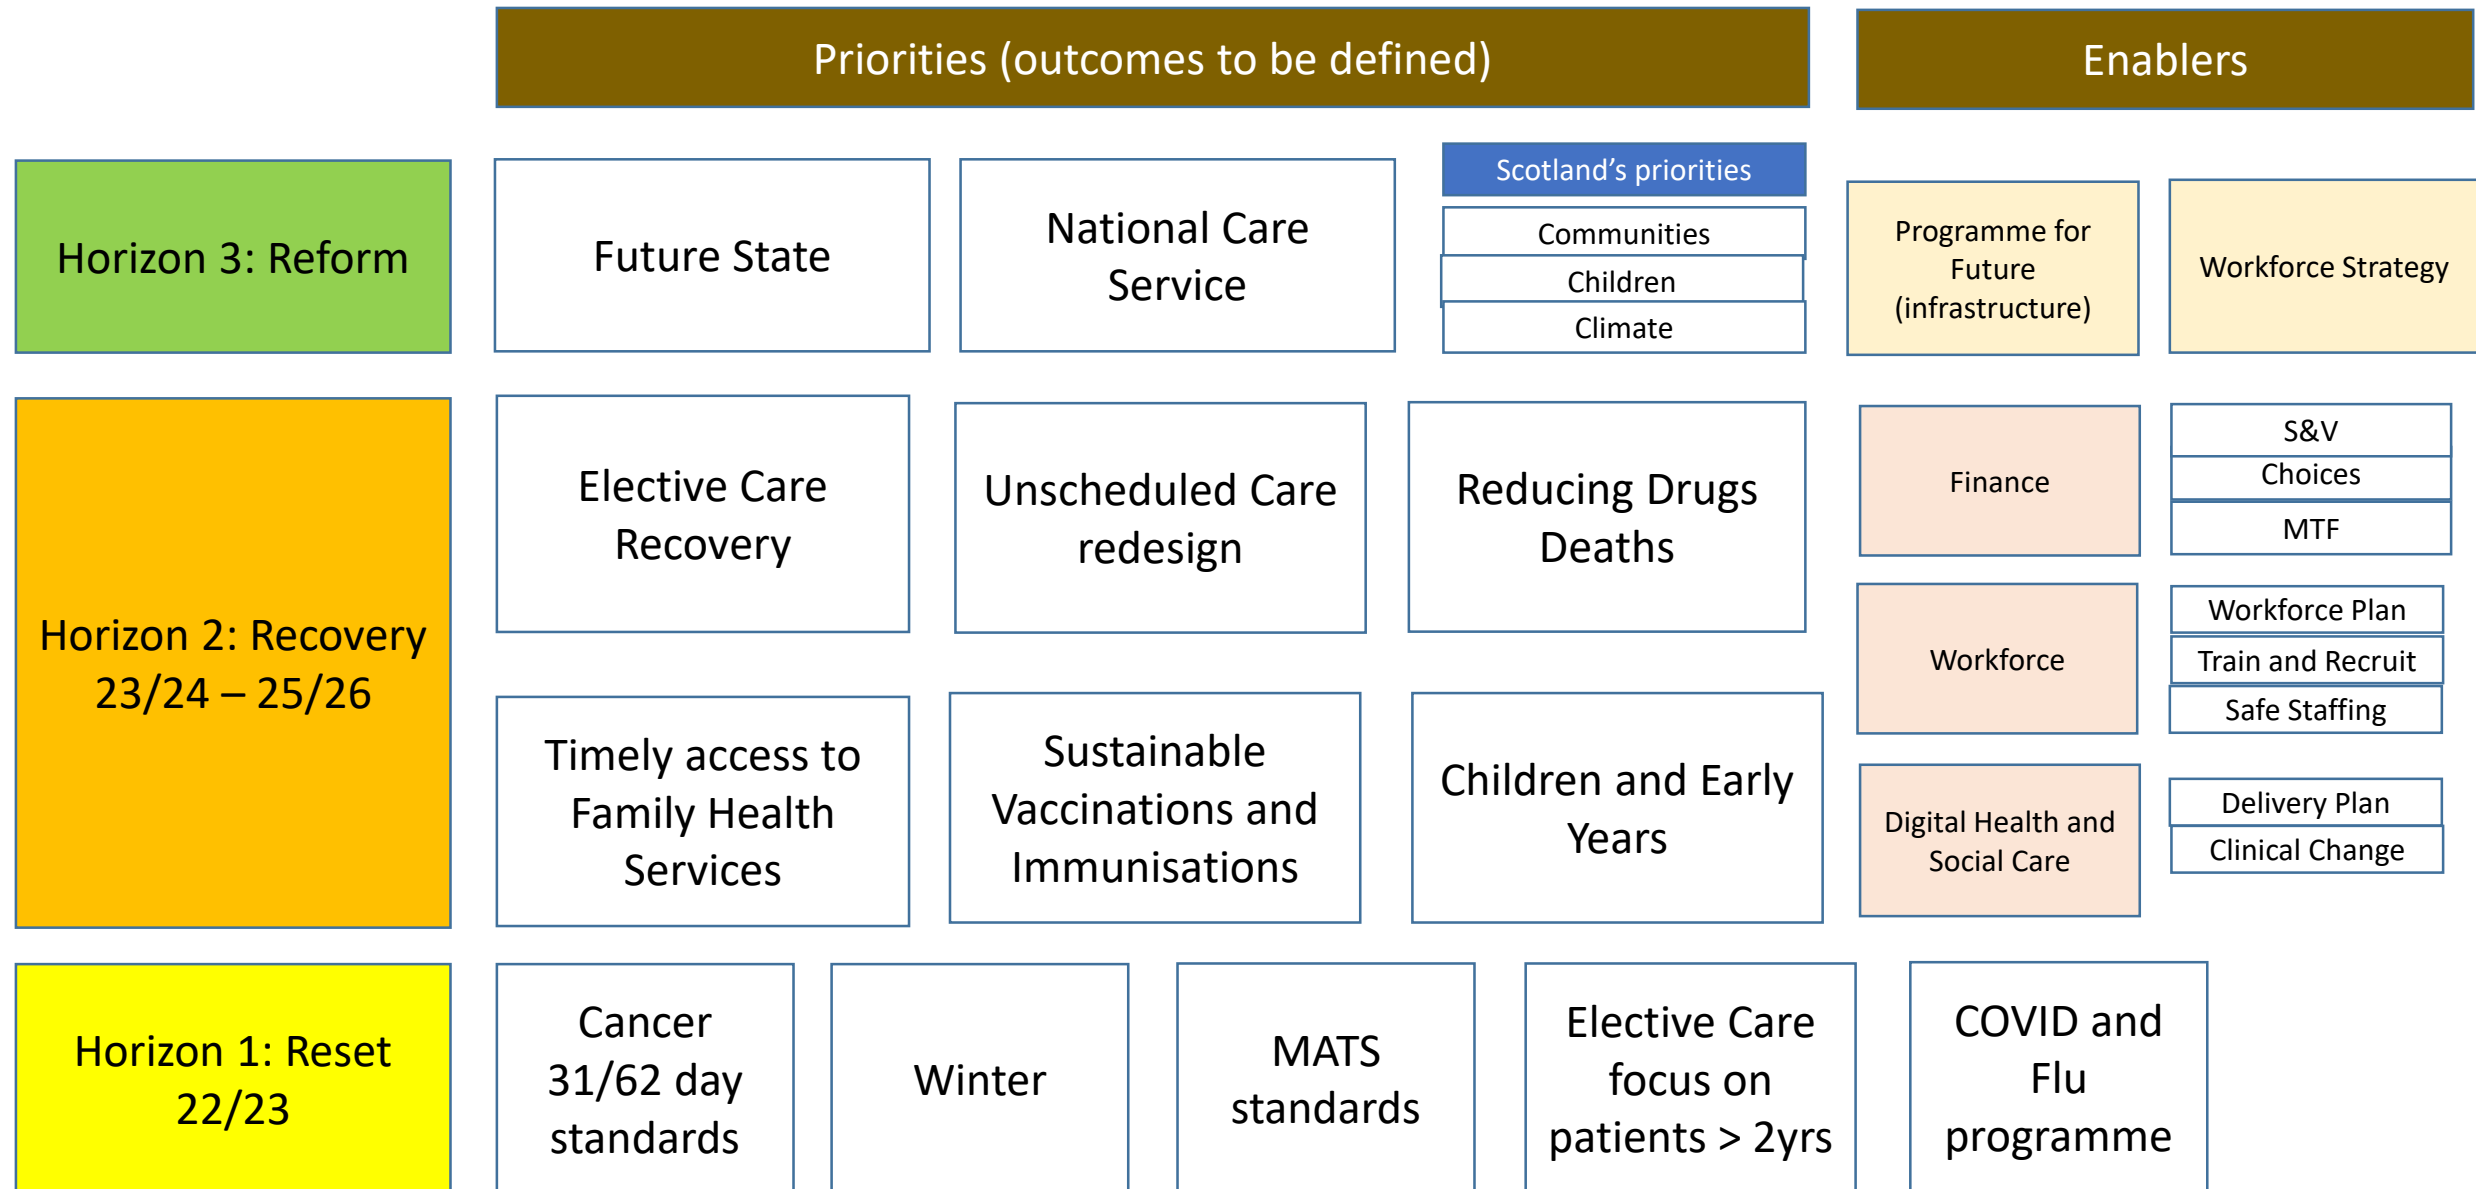 Priorities (outcomes to be defined)
Enablers
Horizon 3: Reform
Future State
National Care
Service
Scotland's priorities
Communities
Children
Climate
Programme for
Future
(infrastructure)
Workforce Strategy
Horizon 2: Recovery
23/24 – 25/26
Elective Care
Recovery
Unscheduled Care
redesign
Reducing Drugs
Deaths
Finance
S&V
Choices
MTF
Workforce
Workforce Plan
Train and Recruit
Safe Staffing
Timely access to
Family Health
Services
Sustainable
Vaccinations and
Immunisations
Children and Early
Years
Digital Health and
Social Care
Delivery Plan
Clinical Change
Horizon 1: Reset
22/23
Cancer
31/62 day
standards
Winter
MATS
standards
Elective Care
focus on
patients > 2yrs
COVID and
Flu
programme